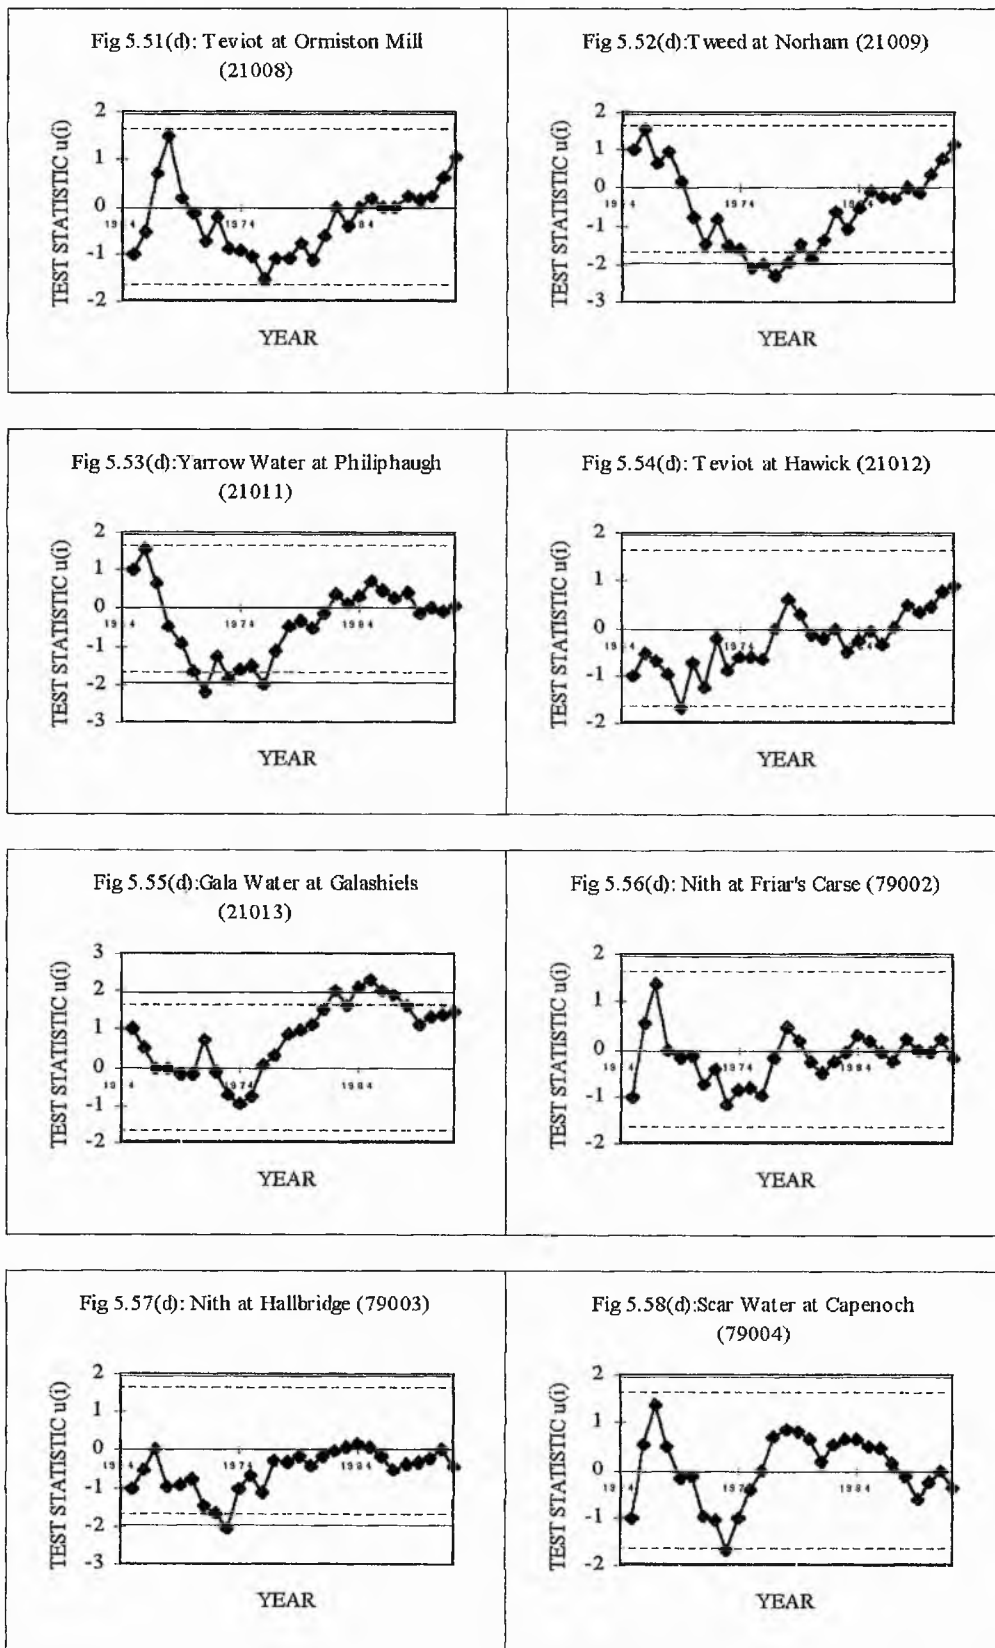 Fig 5.51(d): Teviot at Ormiston Mill
(21008)
TEST STATISTIC u(i)
2
1
0
-1
-2
1964
1974
1984
YEAR
Fig 5.52(d):Tweed at Norham (21009)
TEST STATISTIC u(i)
2
1
0
-1
-2
-3
1974
YEAR
Fig 5.53(d):Yarrow Water at Philiphaugh
(21011)
TEST STATISTIC u(i)
2
1
0
-1
-2
-3
1964
1974
1984
YEAR
Fig 5.54(d): Teviot at Hawick (21012)
TEST STATISTIC u(i)
2
1
0
-1
-2
1964
1974
YEAR
Fig 5.55(d):Gala Water at Galashiels
(21013)
TEST STATISTIC u(i)
3
2
1
0
-1
-2
1964
1974
1984
YEAR
Fig 5.56(d): Nith at Friar's Carse (79002)
TEST STATISTIC u(i)
2
1
0
-1
-2
1964
1974
1984
YEAR
Fig 5.57(d): Nith at Hallbridge (79003)
TEST STATISTIC u(i)
2
1
0
-1
-2
-3
1964
1974
1984
YEAR
Fig 5.58(d):Scar Water at Capenoch
(79004)
TEST STATISTIC u(i)
2
1
0
-1
-2
1984
YEAR